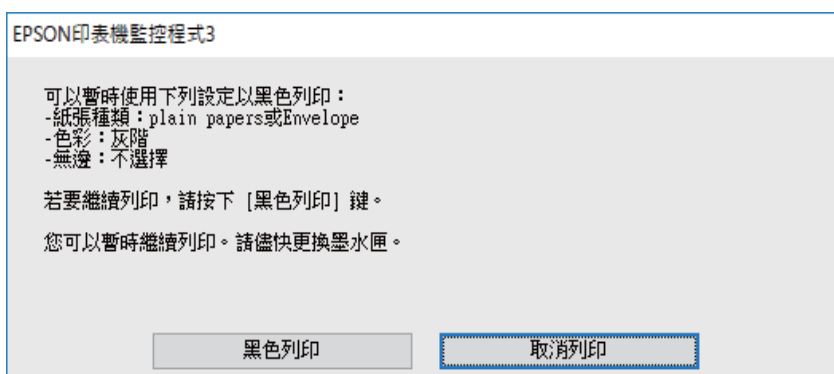 EPSON印表機監控程式3
可以暫時使用下列設定以黑色列印：
-紙張種類：plain papers或Envelope
-色彩：灰階
-無邊：不選擇
若要繼續列印，請按下 [黑色列印] 鍵。
您可以暫時繼續列印。請儘快更換墨水匣。
黑色列印
取消列印